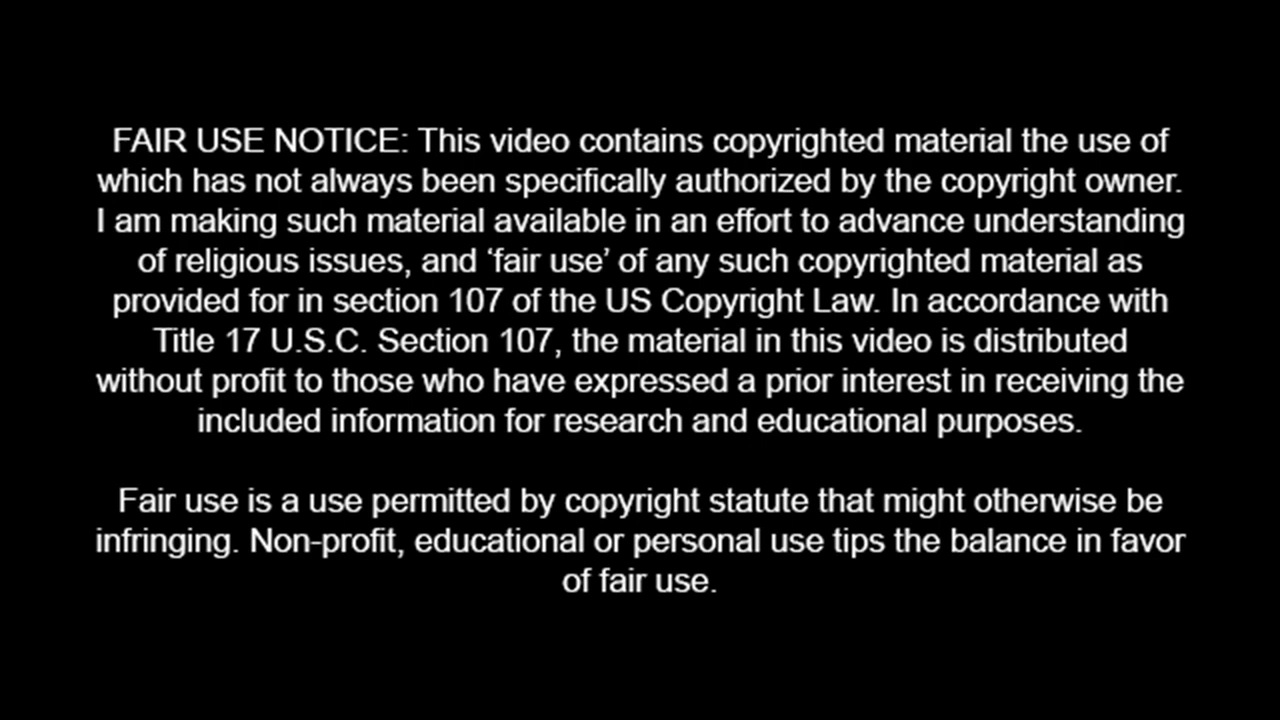 FAIR USE NOTICE: This video contains copyrighted material the use of
which has not always been specifically authorized by the copyright owner.
I am making such material available in an effort to advance understanding
of religious issues, and ‘fair use’ of any such copyrighted material as
provided for in section 107 of the US Copyright Law. In accordance with
Title 17 U.S.C. Section 107, the material in this video is distributed
without profit to those who have expressed a prior interest in receiving the
included information for research and educational purposes.
Fair use is a use permitted by copyright statute that might otherwise be
infringing. Non-profit, educational or personal use tips the balance in favor
of fair use.